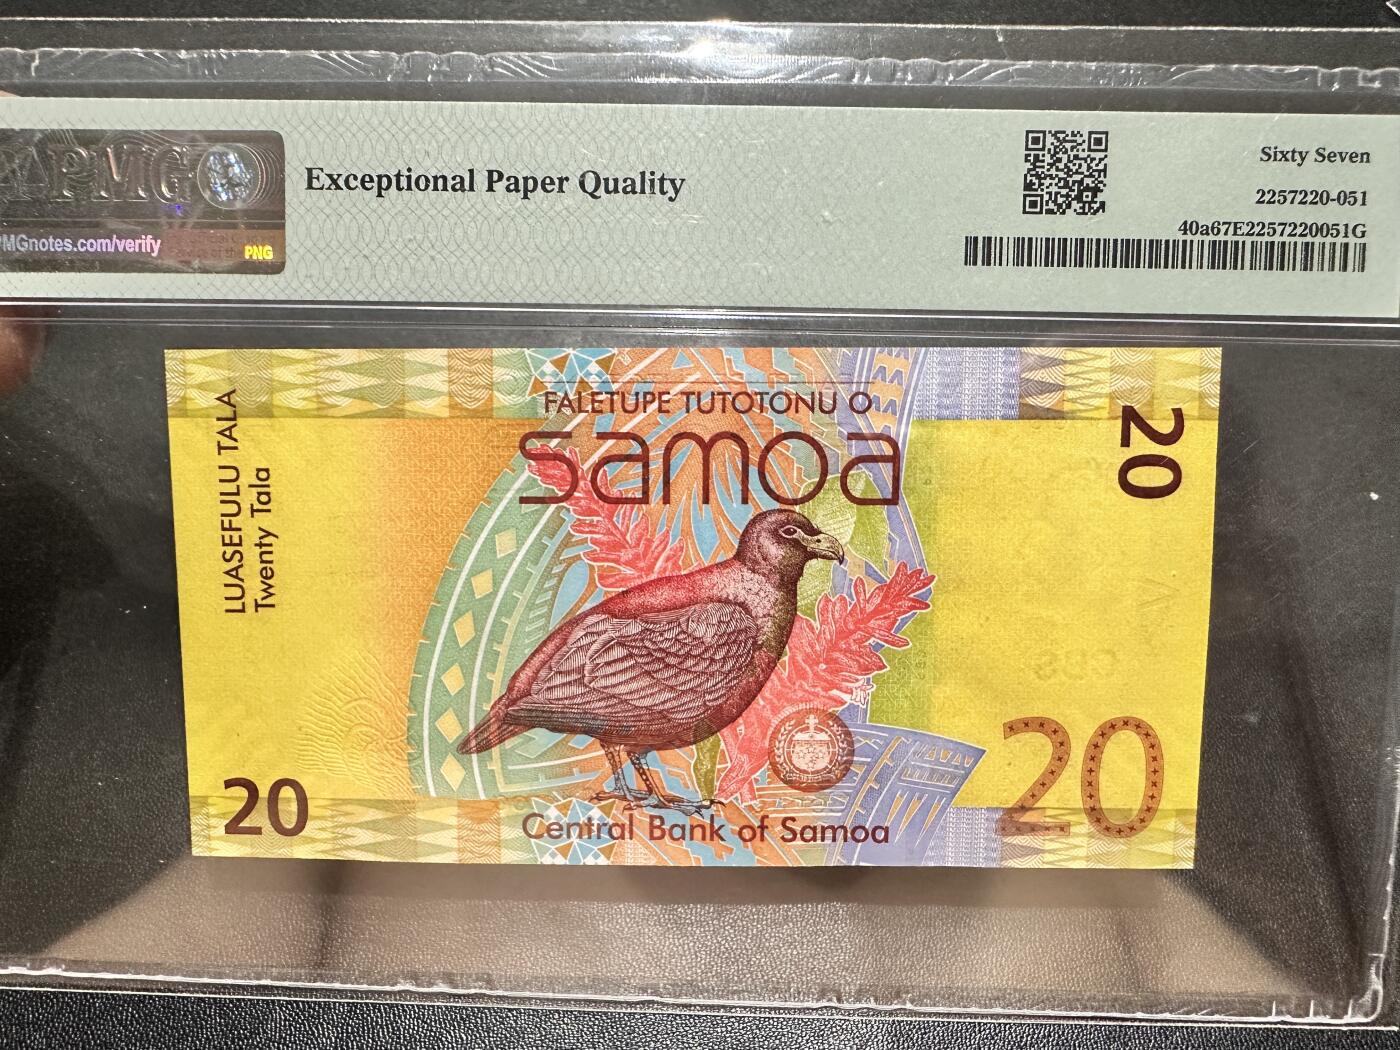 PMG
MGnotes.com/verify
PNG
Exceptional Paper Quality
Sixty Seven
2257220-051
40a67E2257220051G
LUASEFULU TALA
Twenty Tala
FALETUPE TUTOTONU O
samoa
20
20
20
Central Bank of Samoa